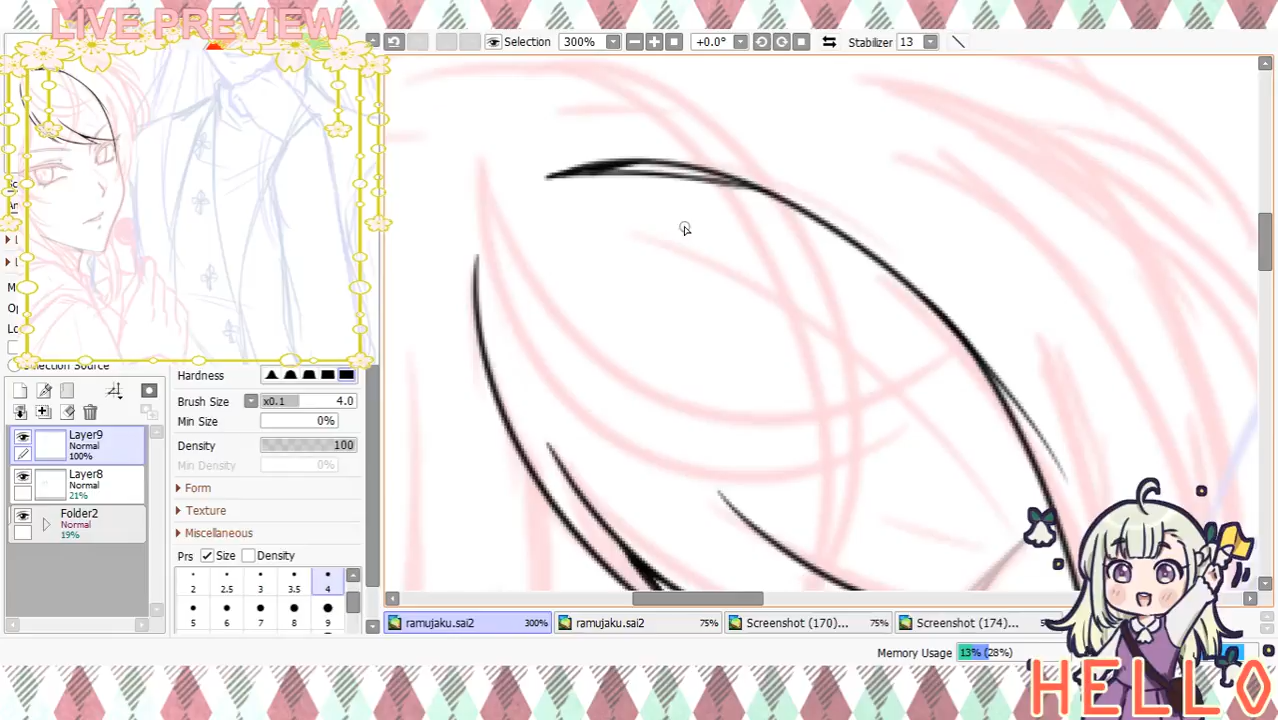 LIVE PREVIEW
Selection 300% +0.0° Stabilizer 13
Hardness
Brush Size x0.1 4.0
Min Size 0%
Density 100
Min Density 0%
Form
Texture
Miscellaneous
Prs Size Density
2 2.5 3 3.5 4
5 6 7 8 9
Layer9
Normal
100%
Layer8
Normal
21%
Folder2
Normal
19%
ramujaku.sai2 300% ramujaku.sai2 75% Screenshot (170)... 75% Screenshot (174)...
Memory Usage 13% (28%)
HELLO